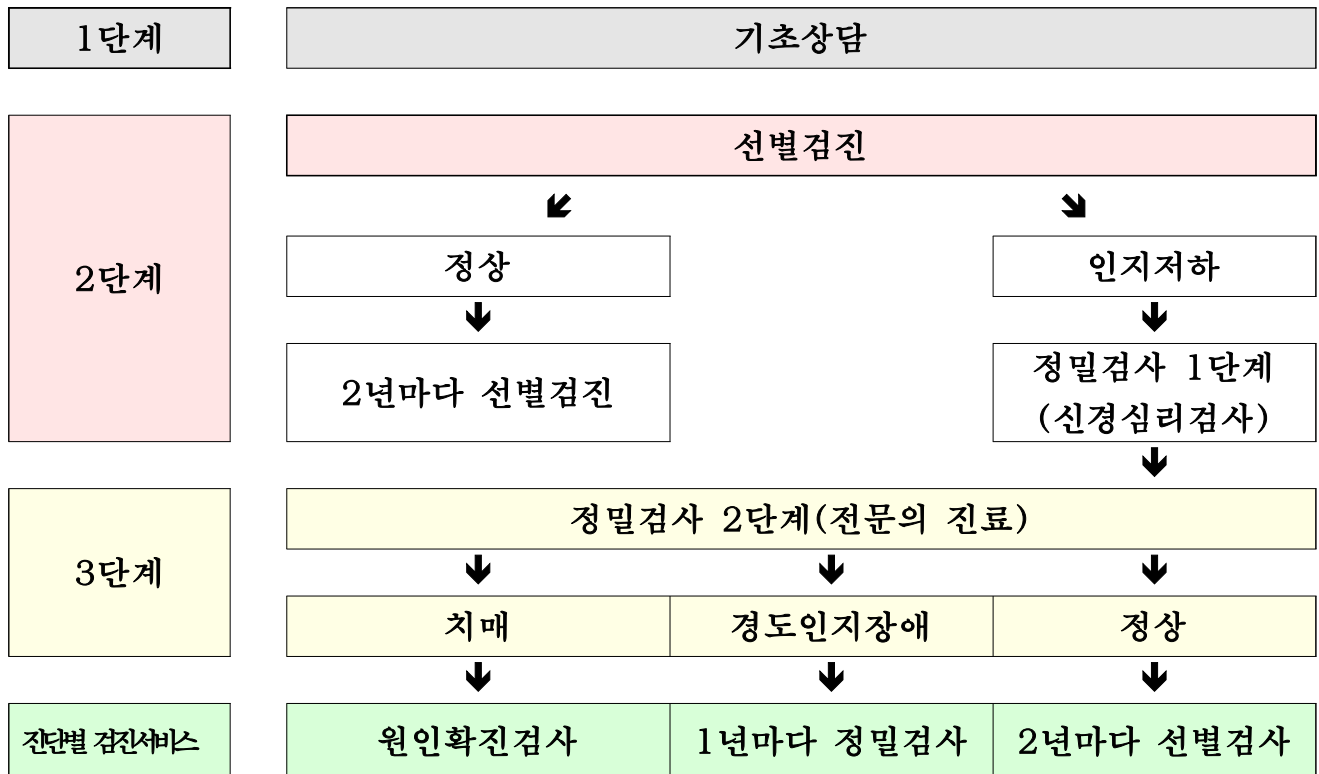 1단계
기초상담
2단계
선별검진
정상
인지저하
2년마다 선별검진
정밀검사 1단계
(신경심리검사)
3단계
정밀검사 2단계(전문의 진료)
치매
경도인지장애
정상
진단별 검진서비스
원인확진검사
1년마다 정밀검사
2년마다 선별검사